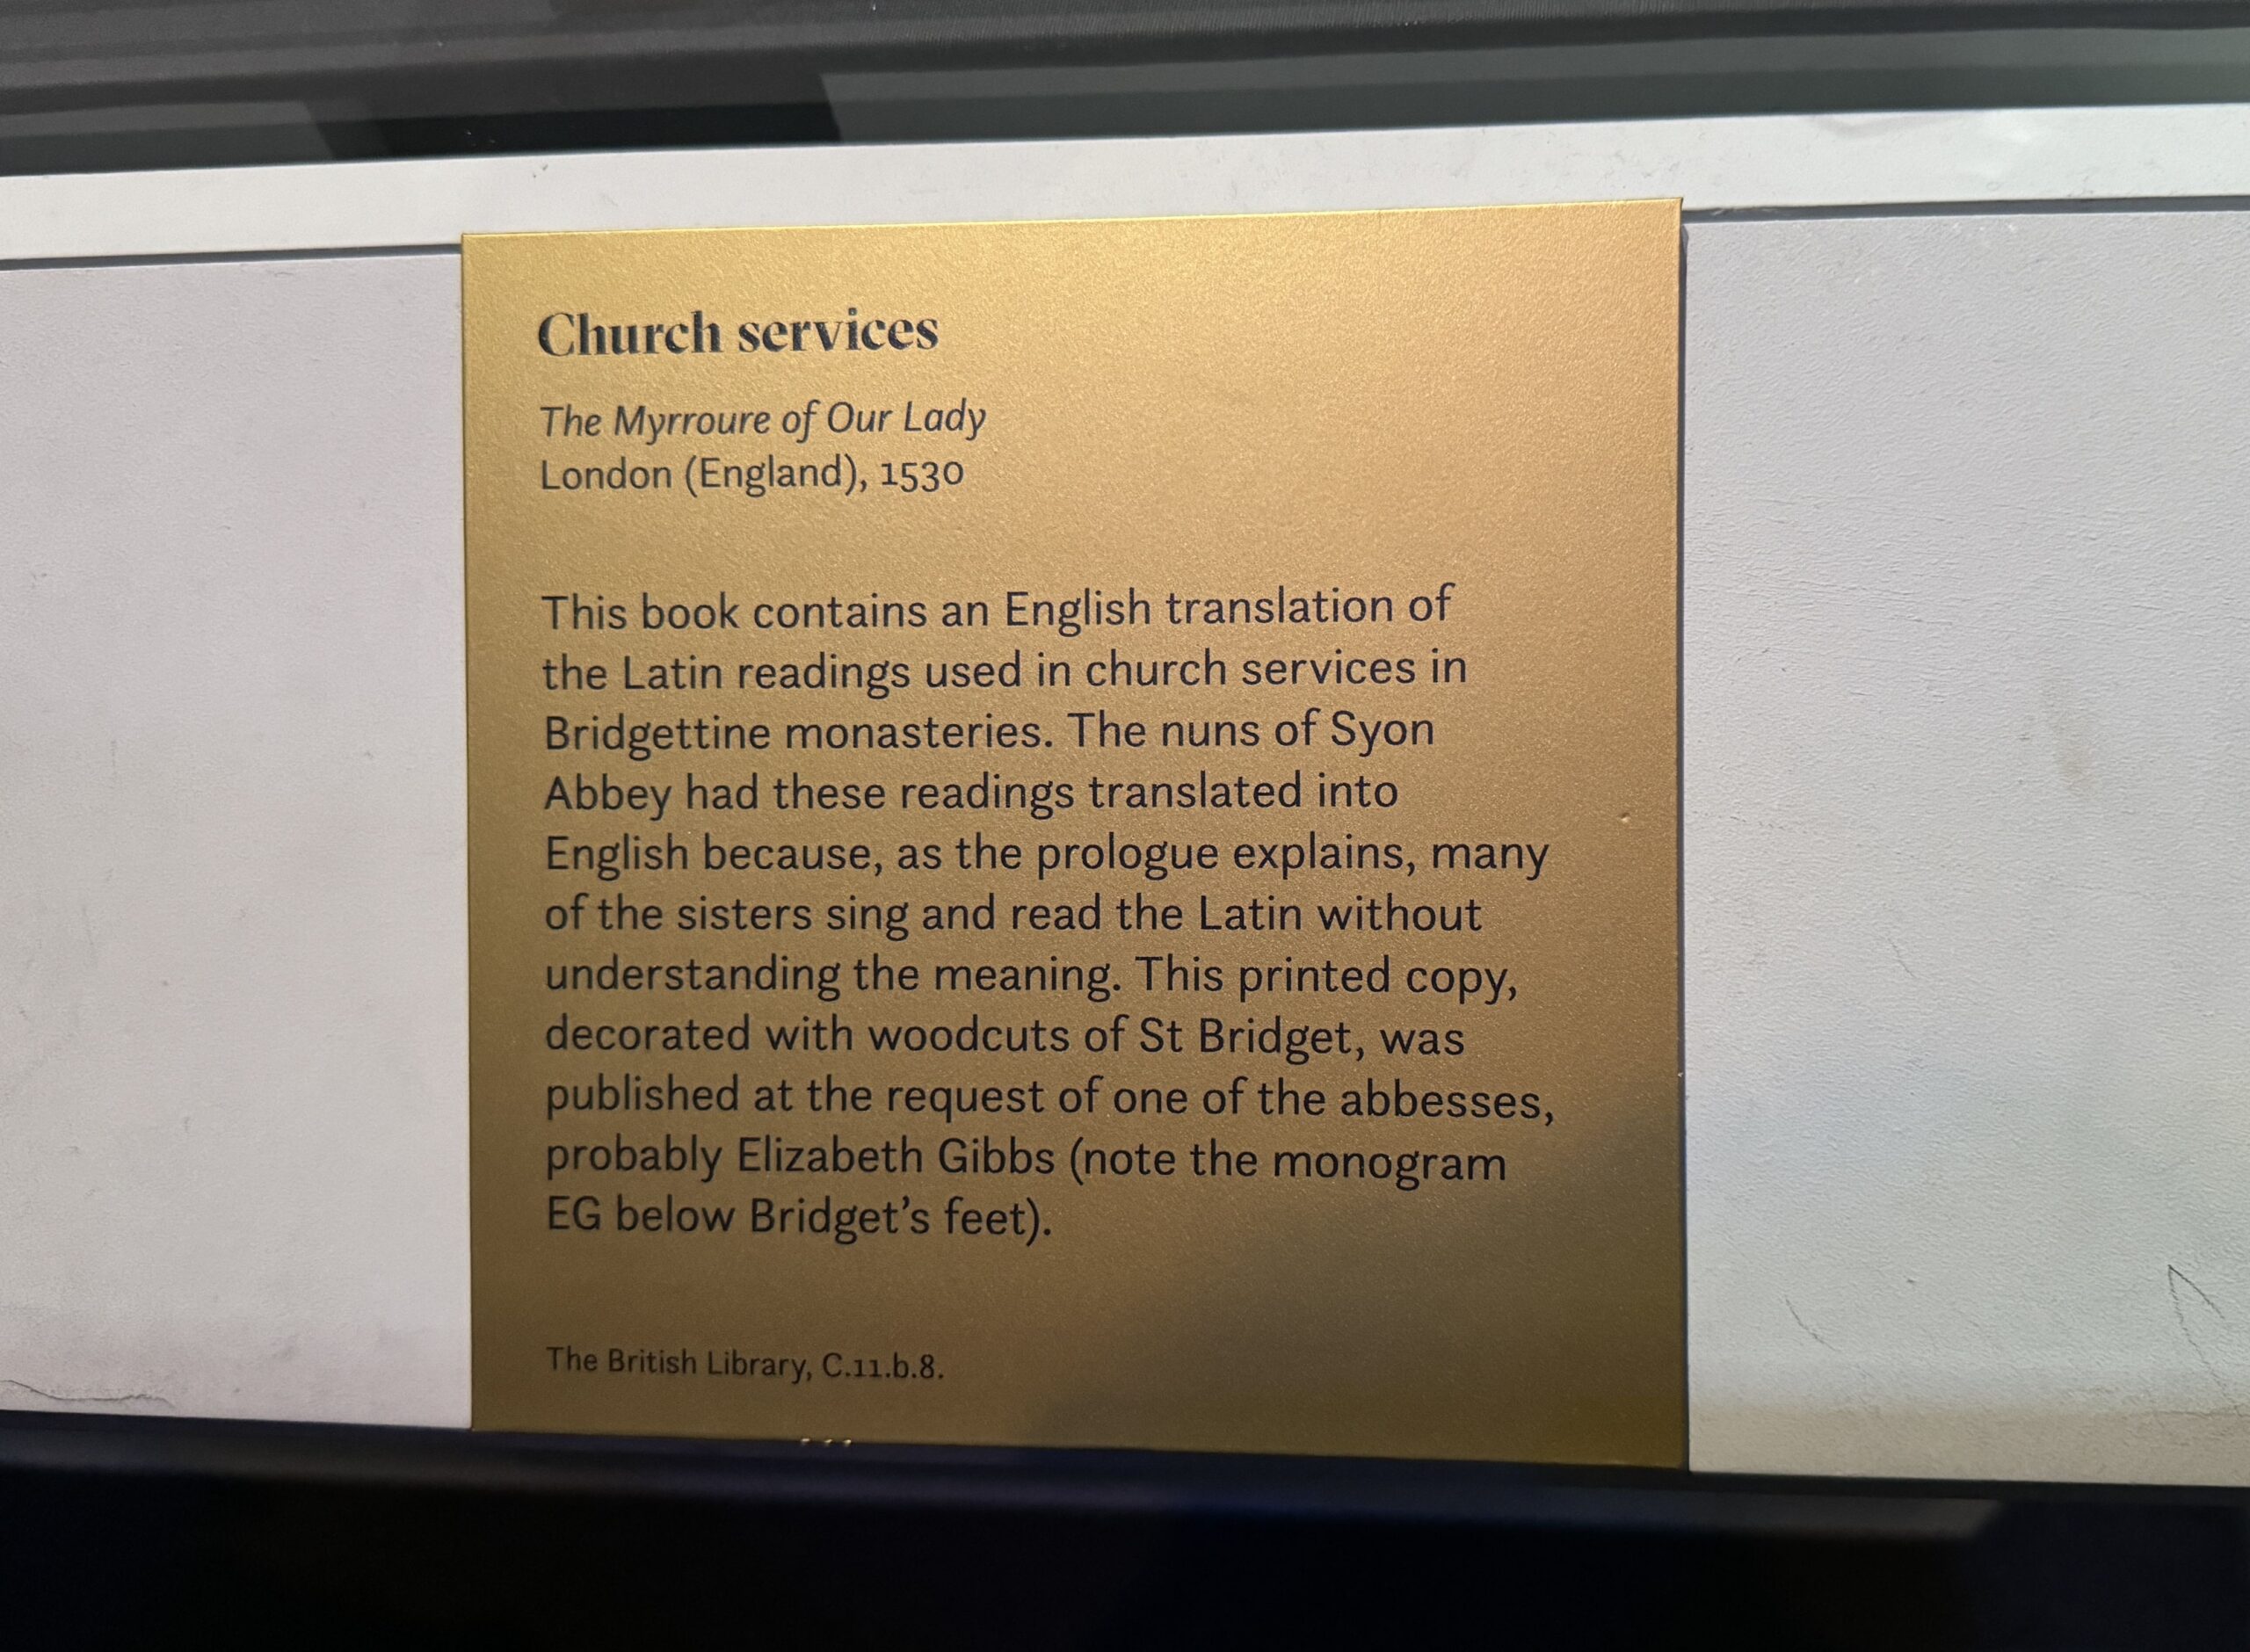 Church services
The Myrroure of Our Lady
London (England), 1530
This book contains an English translation of
the Latin readings used in church services in
Bridgettine monasteries. The nuns of Syon
Abbey had these readings translated into
English because, as the prologue explains, many
of the sisters sing and read the Latin without
understanding the meaning. This printed copy,
decorated with woodcuts of St Bridget, was
published at the request of one of the abbesses,
probably Elizabeth Gibbs (note the monogram
EG below Bridget’s feet).
The British Library, C.11.b.8.